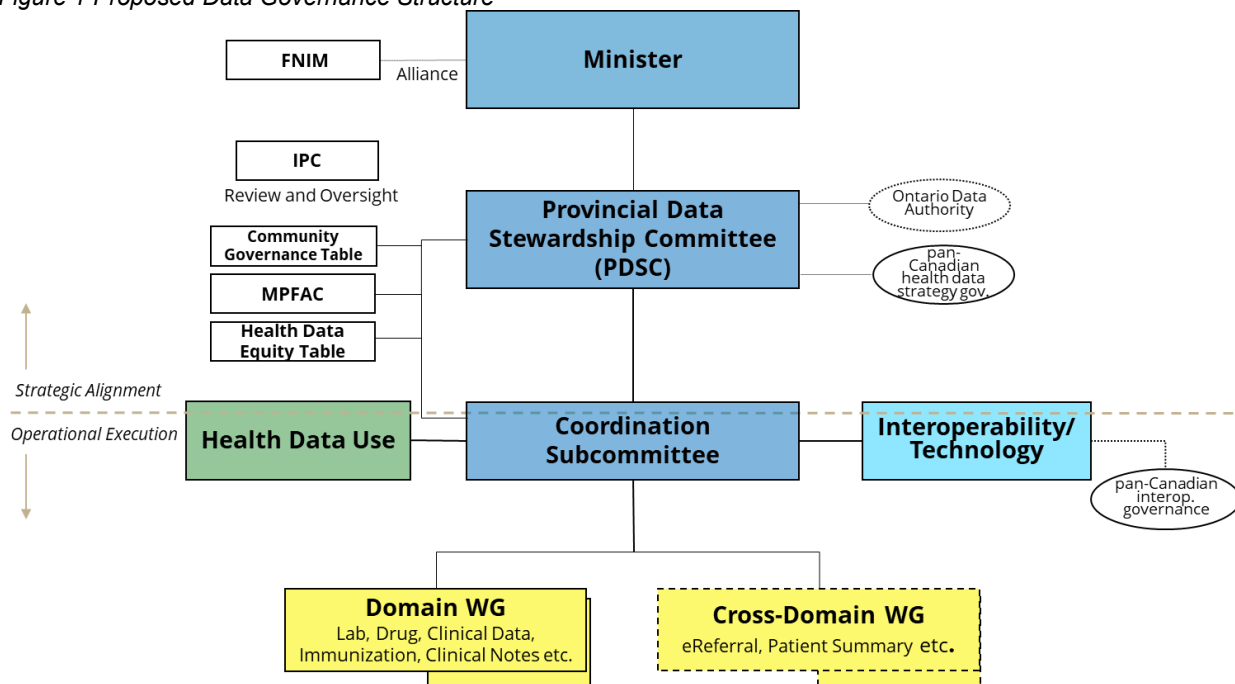 Figure 1 Proposed Data Governance Structure
FNIM
Alliance
Minister
IPC
Review and Oversight
Community
Governance Table
MPFAC
Health Data
Equity Table
Provincial Data
Stewardship Committee
(PDSC)
Ontario Data
Authority
pan-
Canadian
health data
strategy gov.
Strategic Alignment
Operational Execution
Health Data Use
Coordination
Subcommittee
Interoperability/
Technology
pan-Canadian
interop.
governance
Domain WG
Lab, Drug, Clinical Data,
Immunization, Clinical Notes etc.
Cross-Domain WG
eReferral, Patient Summary etc.